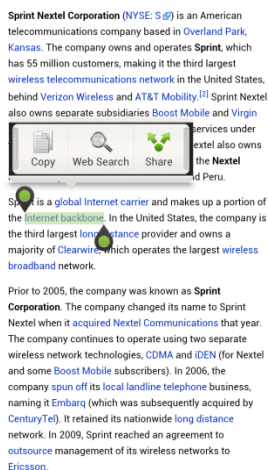 Sprint Nextel Corporation (NYSE: S) is an American
telecommunications company based in Overland Park,
Kansas. The company owns and operates Sprint, which
has 55 million customers, making it the third largest
wireless telecommunications network in the United States,
behind Verizon Wireless and AT&T Mobility.[2] Sprint Nextel
also owns separate subsidiaries Boost Mobile and Virgin
services under
extel also owns
the Nextel
d Peru.
Copy Web Search Share
Sprint is a global Internet carrier and makes up a portion of
the Internet backbone. In the United States, the company is
the third largest long distance provider and owns a
majority of Clearwire, which operates the largest wireless
broadband network.
Prior to 2005, the company was known as Sprint
Corporation. The company changed its name to Sprint
Nextel when it acquired Nextel Communications that year.
The company continues to operate using two separate
wireless network technologies, CDMA and iDEN (for Nextel
and some Boost Mobile subscribers). In 2006, the
company spun off its local landline telephone business,
naming it Embarq (which was subsequently acquired by
CenturyTel). It retained its nationwide long distance
network. In 2009, Sprint reached an agreement to
outsource management of its wireless networks to
Ericsson.